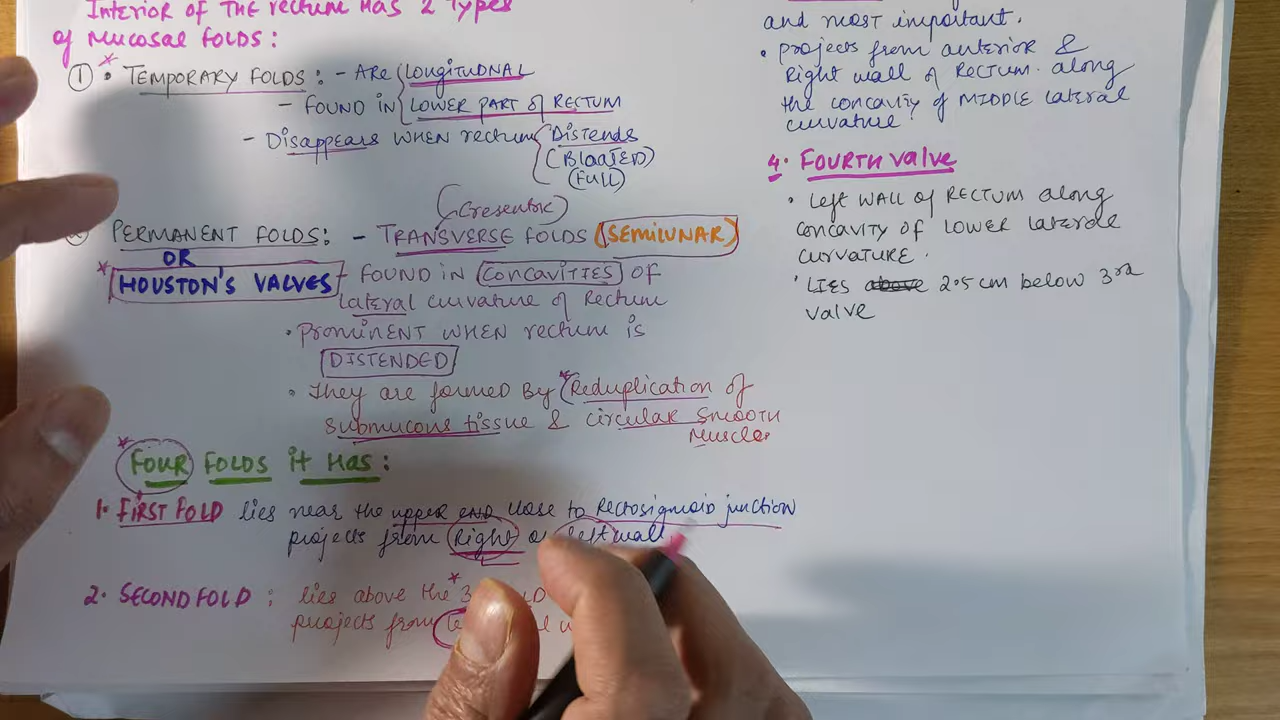 Interior of the rectum has 2 Types
of Mucosal folds:
① • TEMPORARY FOLDS: - ARE LONGITUDNAL
- FOUND IN LOWER PART OF RECTUM
- Disappears WHEN rectum Distends
(BLOATED)
(FULL)
(Cresentric)
PERMANENT FOLDS: - TRANSVERSE FOLDS (SEMILUNAR)
OR
HOUSTON'S VALVES - FOUND IN CONCAVITIES OF
lateral curvature of Rectum
• Prominent WHEN rectum is
DISTENDED
• They are formed By Reduplication of
submucous tissue & circular smooth
Muscles
FOUR FOLDS it Has:
1. FIRST FOLD lies near the upper end close to Rectosigmoid junction
projects from Right or left wall
2. SECOND FOLD: lies above the 3
projects from
and most important.
• projects from anterior &
Right wall of Rectum along
the concavity of MIDDLE lateral
curvature.
4. FOURTH valve
• left WALL of RECTUM along
concavity of LOWER laterale
curvature.
• LIES 2.5 cm below 3rd
valve